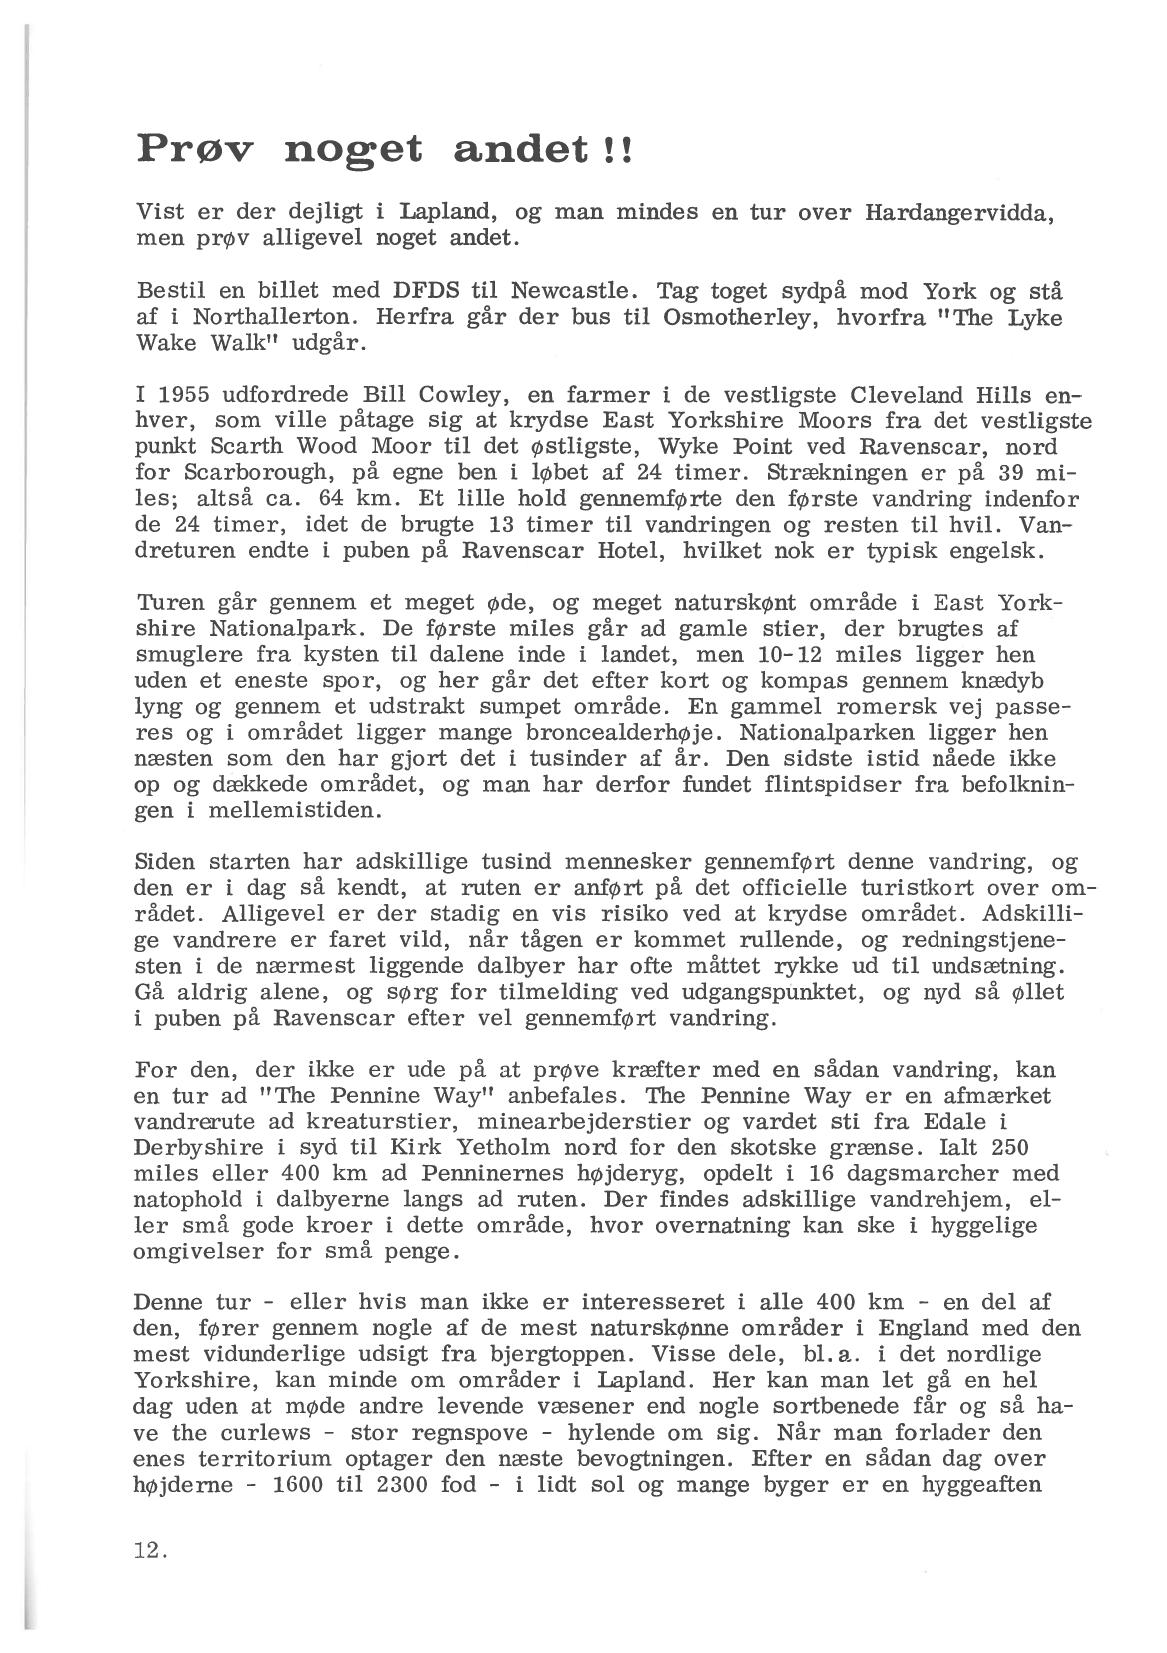 Prøv noget andet !!
Vist er der dejligt i Lapland, og man mindes en tur over Hardangervidda,
men prøv alligevel noget andet.
Bestil en billet med DFDS til Newcastle. Tag toget sydpå mod York og stå
af i Northallerton. Herfra går der bus til Osmotherley, hvorfra "The Lyke
Wake Walk" udgår.
I 1955 udfordrede Bill Cowley, en farmer i de vestligste Cleveland Hills en-
hver, som ville påtage sig at krydse East Yorkshire Moors fra det vestligste
punkt Scarth Wood Moor til det østligste, Wyke Point ved Ravenscar, nord
for Scarborough, på egne ben i løbet af 24 timer. Strækningen er på 39 mi-
les; altså ca. 64 km. Et lille hold gennemførte den første vandring indenfor
de 24 timer, idet de brugte 13 timer til vandringen og resten til hvil. Van-
dreturen endte i puben på Ravenscar Hotel, hvilket nok er typisk engelsk.
Turen går gennem et meget øde, og meget naturskønt område i East York-
shire Nationalpark. De første miles går ad gamle stier, der brugtes af
smuglere fra kysten til dalene inde i landet, men 10-12 miles ligger hen
uden et eneste spor, og her går det efter kort og kompas gennem knædyb
lyng og gennem et udstrakt sumpet område. En gammel romersk vej passe-
res og i området ligger mange broncealderhøje. Nationalparken ligger hen
næsten som den har gjort det i tusinder af år. Den sidste istid nåede ikke
op og dækkede området, og man har derfor fundet flintspidser fra befolknin-
gen i mellemistiden.
Siden starten har adskillige tusind mennesker gennemført denne vandring, og
den er i dag så kendt, at ruten er anført på det officielle turistkort over om-
rådet. Alligevel er der stadig en vis risiko ved at krydse området. Adskilli-
ge vandrere er faret vild, når tågen er kommet rullende, og redningstjene-
sten i de nærmest liggende dalbyer har ofte måttet rykke ud til undsætning.
Gå aldrig alene, og sørg for tilmelding ved udgangspunktet, og nyd så øllet
i puben på Ravenscar efter vel gennemført vandring.
For den, der ikke er ude på at prøve kræfter med en sådan vandring, kan
en tur ad "The Pennine Way" anbefales. The Pennine Way er en afmærket
vandrerute ad kreaturstier, minearbejderstier og vardet sti fra Edale i
Derbyshire i syd til Kirk Yetholm nord for den skotske grænse. Ialt 250
miles eller 400 km ad Penninernes højderyg, opdelt i 16 dagsmarcher med
natophold i dalbyerne langs ad ruten. Der findes adskillige vandrehjem, el-
ler små gode kroer i dette område, hvor overnatning kan ske i hyggelige
omgivelser for små penge.
Denne tur - eller hvis man ikke er interesseret i alle 400 km - en del af
den, fører gennem nogle af de mest naturskønne områder i England med den
mest vidunderlige udsigt fra bjergtoppen. Visse dele, bl.a. i det nordlige
Yorkshire, kan minde om områder i Lapland. Her kan man let gå en hel
dag uden at møde andre levende væsener end nogle sortbenede får og så ha-
ve the curlews - stor regnspove - hylende om sig. Når man forlader den
enes territorium optager den næste bevogtningen. Efter en sådan dag over
højderne - 1600 til 2300 fod - i lidt sol og mange byger er en hyggeaften
12.